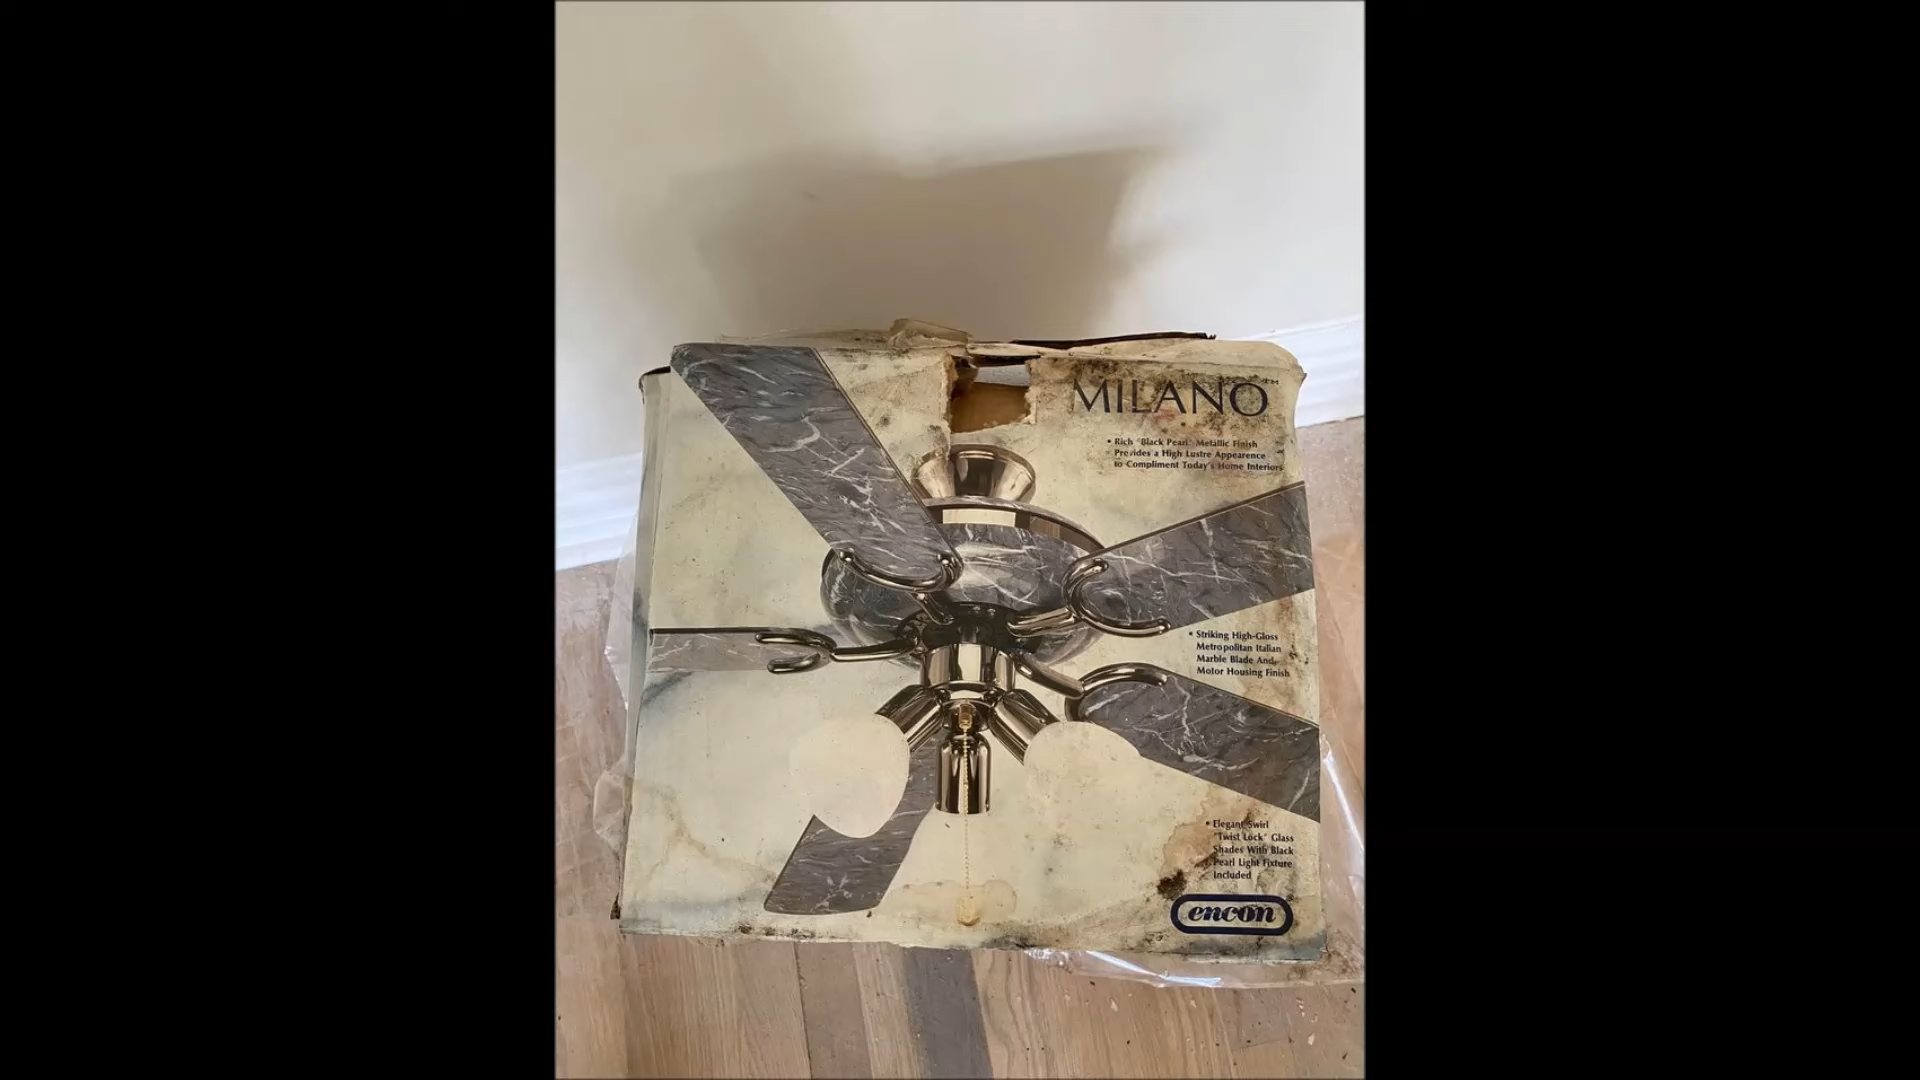 MILANO™
• Rich "Black Pearl" Metallic Finish
Provides a High Lustre Appearence
to Compliment Today's Home Interiors
• Striking High-Gloss
Metropolitan Italian
Marble Blade And
Motor Housing Finish
• Elegant Swirl
"Twist Lock" Glass
Shades With Black
Pearl Light Fixture
Included
encon